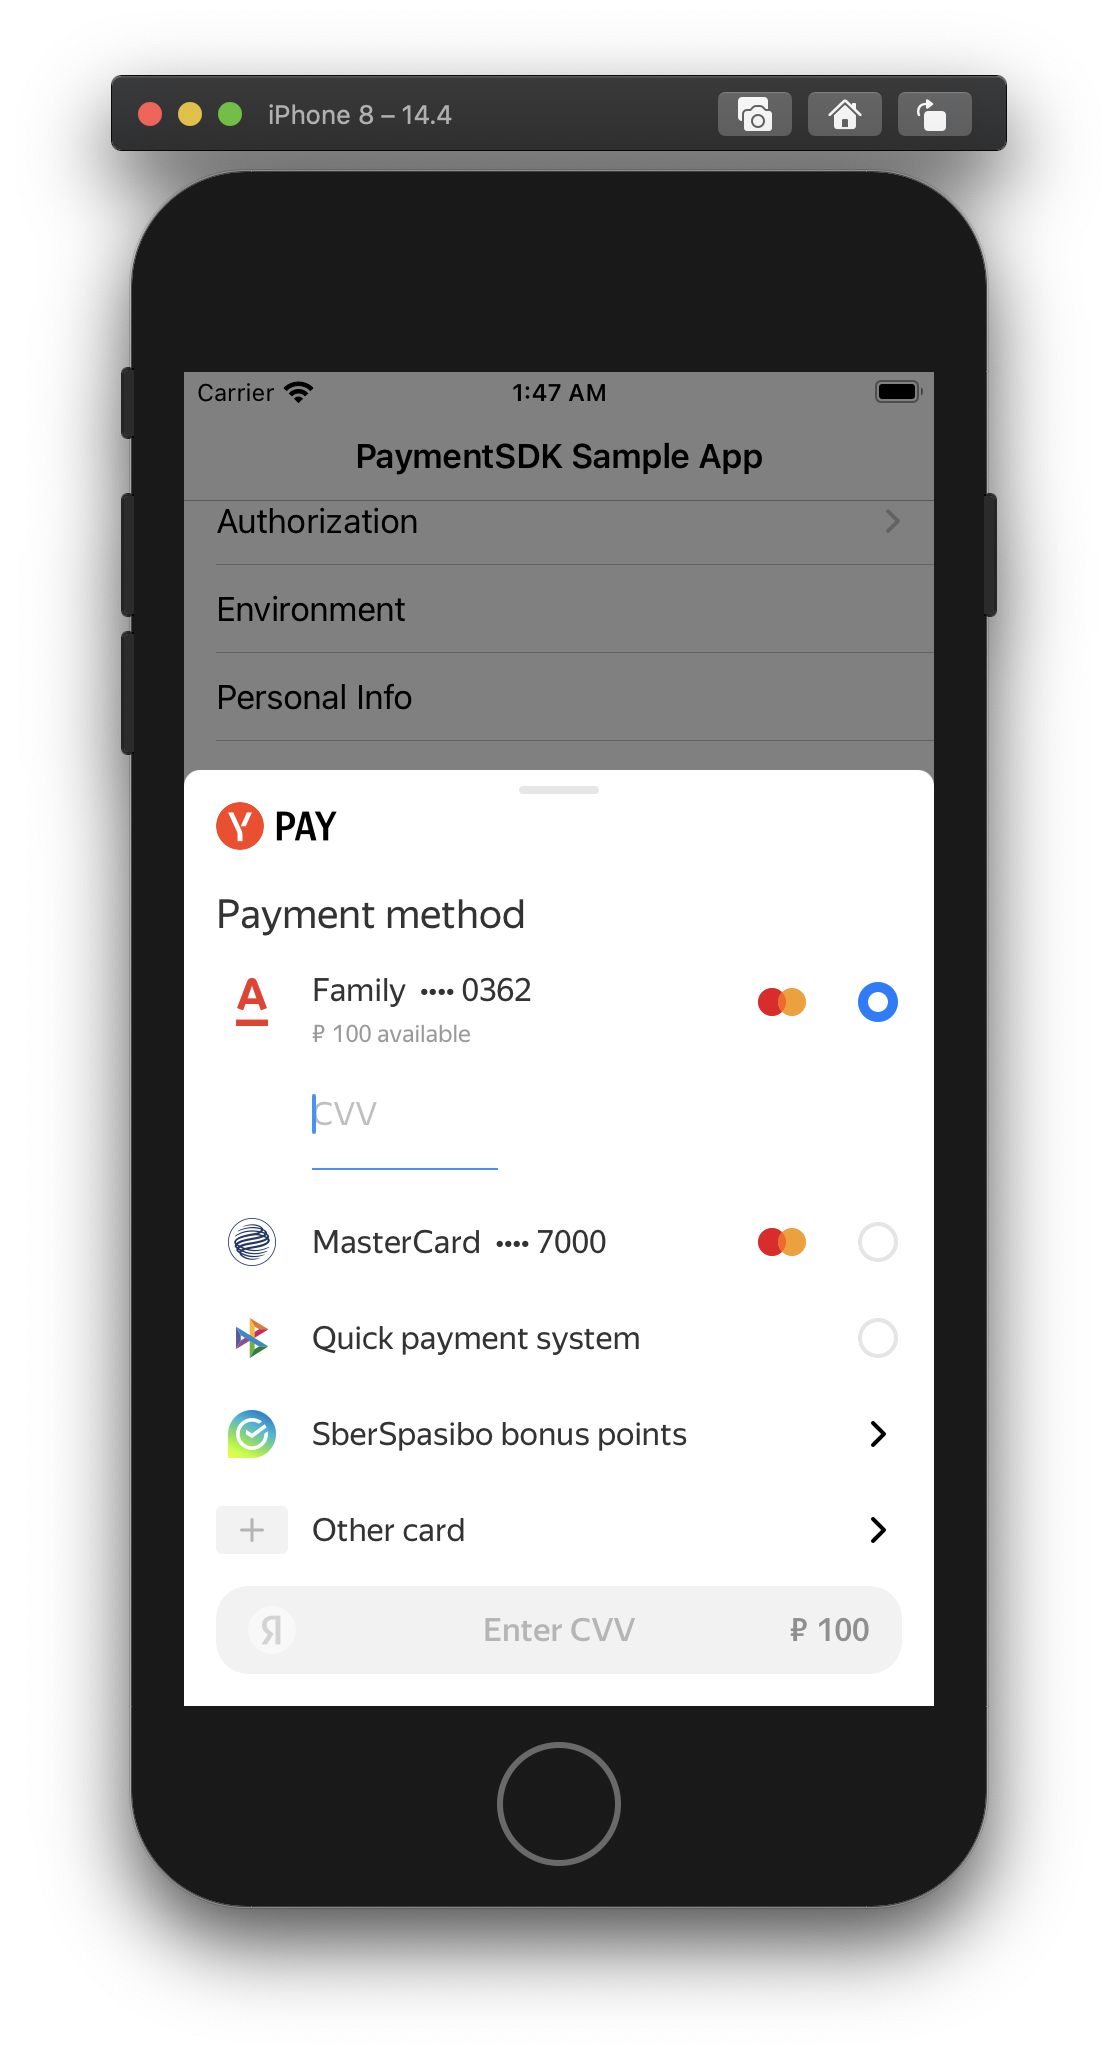 iPhone 8 – 14.4
Carrier 1:47 AM
PaymentSDK Sample App
Authorization
Environment
Personal Info
Y PAY
Payment method
A Family •••• 0362
₽ 100 available
CVV
MasterCard •••• 7000
Quick payment system
SberSpasibo bonus points
Other card
Я Enter CVV ₽ 100